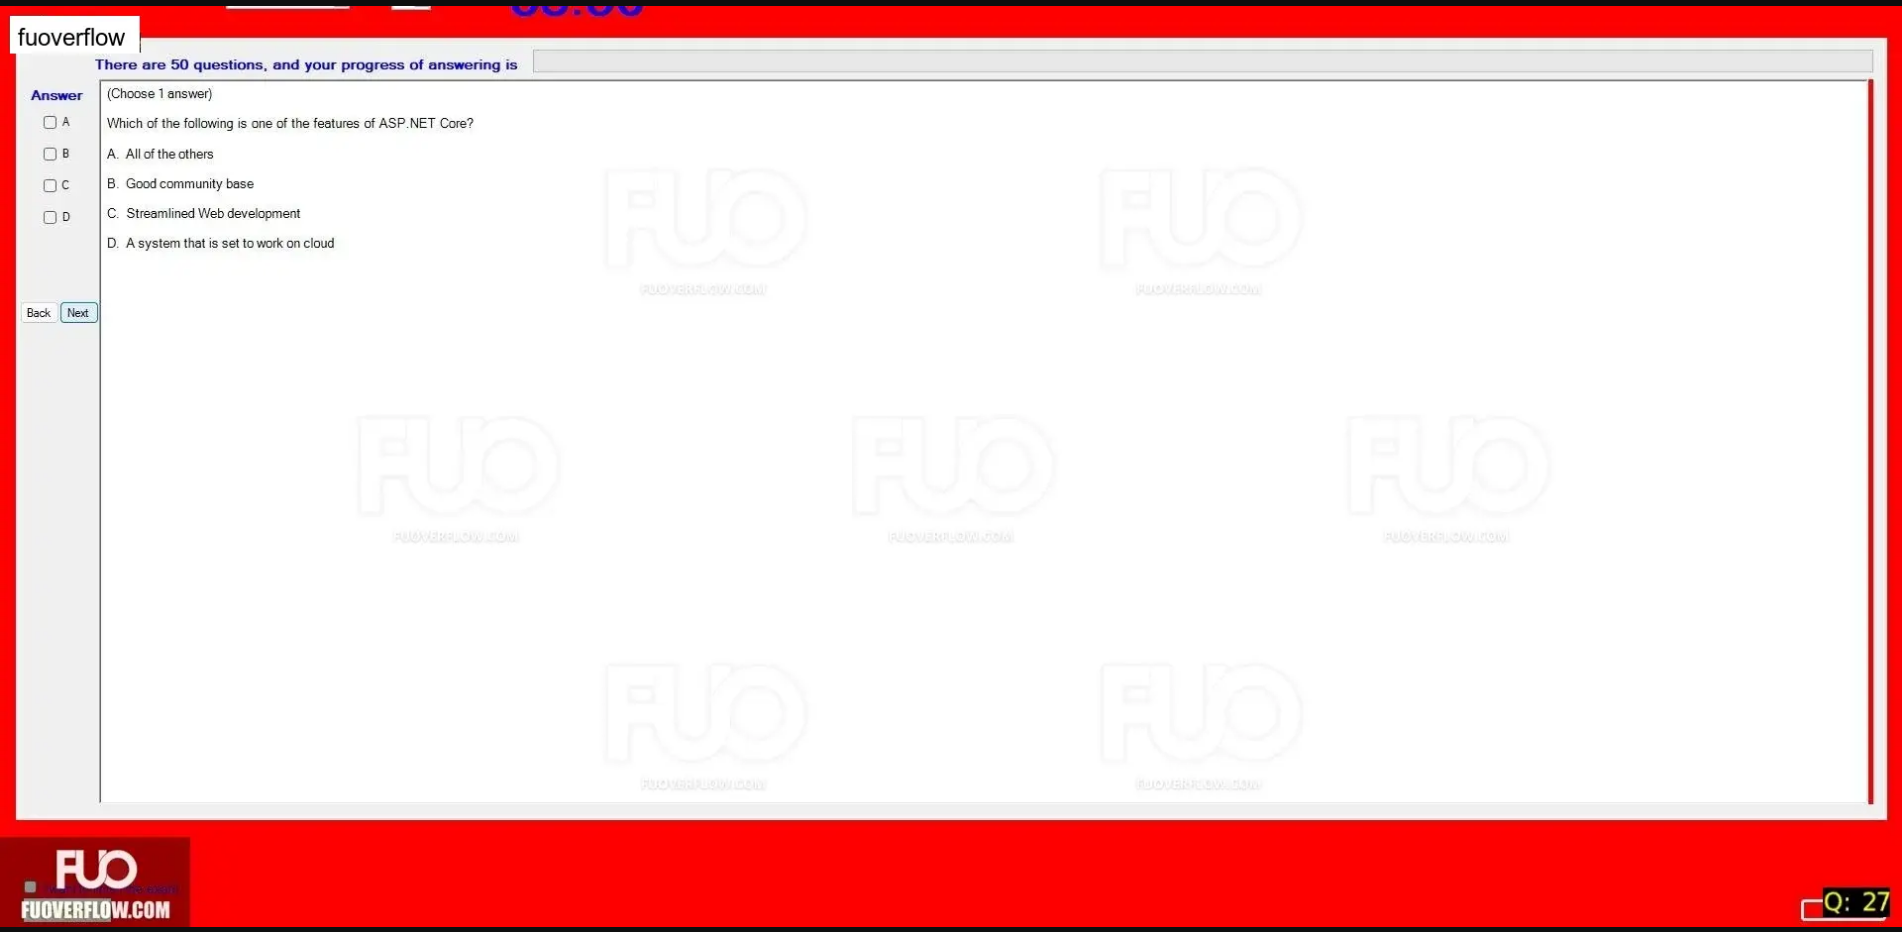 fuoverflow
There are 50 questions, and your progress of answering is
Answer
(Choose 1 answer)
A
Which of the following is one of the features of ASP.NET Core?
B
A. All of the others
C
B. Good community base
D
C. Streamlined Web development
D. A system that is set to work on cloud
FUO
FUOVERFLOW.COM
FUO
FUOVERFLOW.COM
Back Next
FUO
FUOVERFLOW.COM
FUO
FUOVERFLOW.COM
FUO
FUOVERFLOW.COM
FUO
FUOVERFLOW.COM
FUO
FUOVERFLOW.COM
FUO
FUOVERFLOW.COM
Q: 27